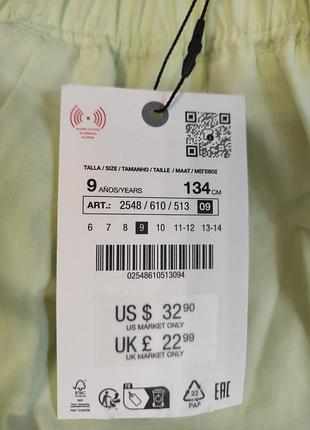 TALLA / SIZE / TAMANHO / TAILLE / MAAT / ΜΕΓΕΘΟΣ
9 AÑOS/YEARS 134 CM
ART.: 2548 / 610 / 513 09
6 7 8 9 10 11-12 13-14
02548610513094
US $ 32 90
US MARKET ONLY
UK £ 22 99
UK MARKET ONLY
FSC
22
PAP
EAC